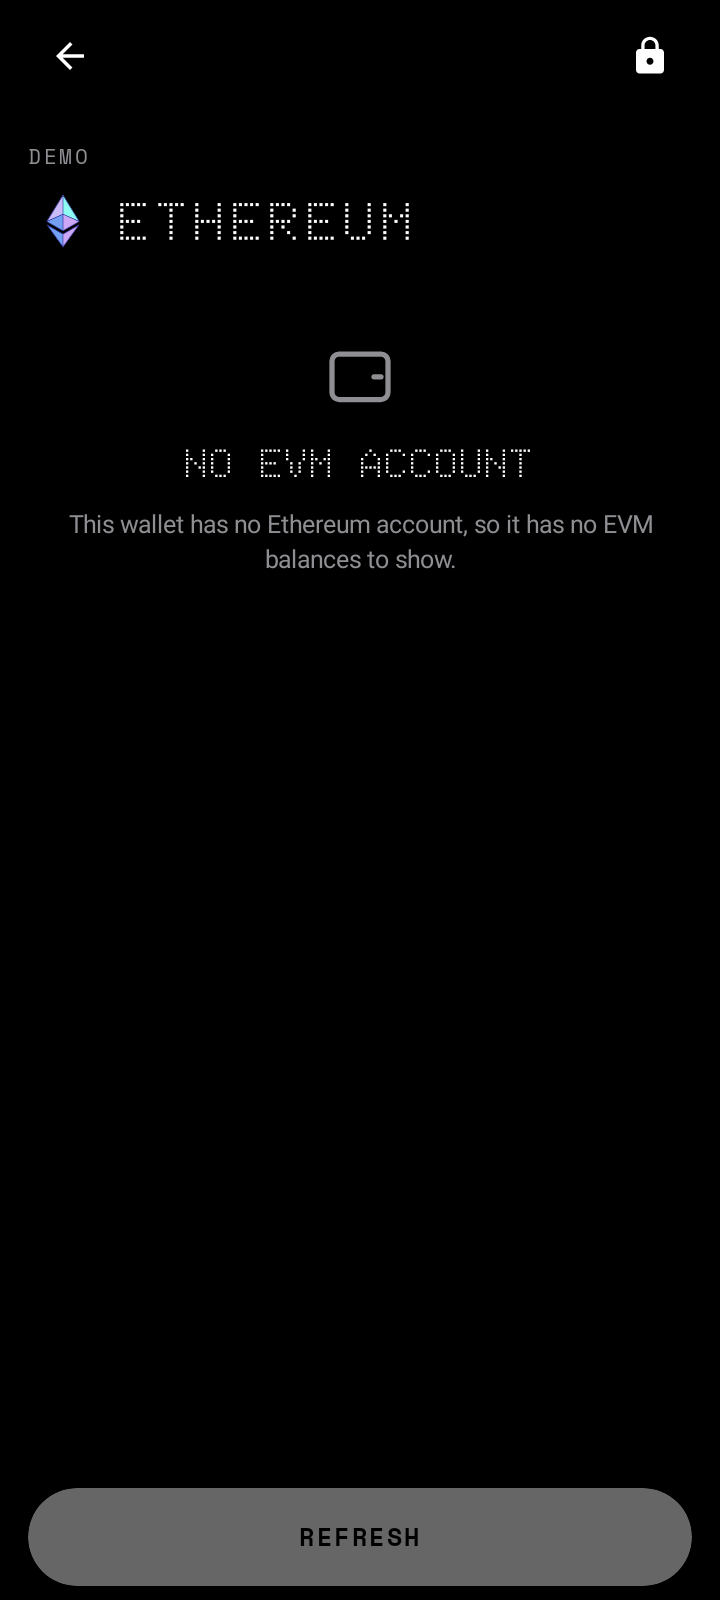 DEMO
ETHEREUM
NO EVM ACCOUNT
This wallet has no Ethereum account, so it has no EVM
balances to show.
REFRESH